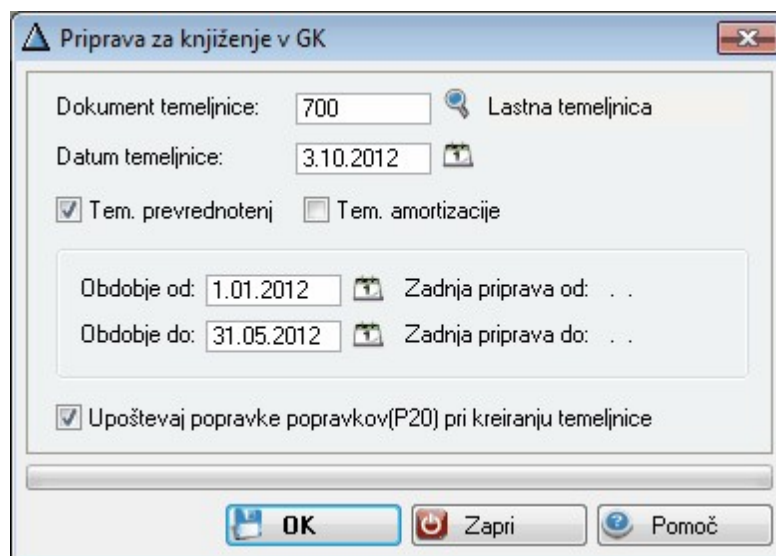 Priprava za knjiženje v GK
Dokument temeljnice: 700 Lastna temeljnica
Datum temeljnice: 3.10.2012
Tem. prevrednotenj Tem. amortizacije
Obdobje od: 1.01.2012 Zadnja priprava od: . .
Obdobje do: 31.05.2012 Zadnja priprava do: . .
Upoštevaj popravke popravkov(P20) pri kreiranju temeljnice
OK Zapri Pomoč